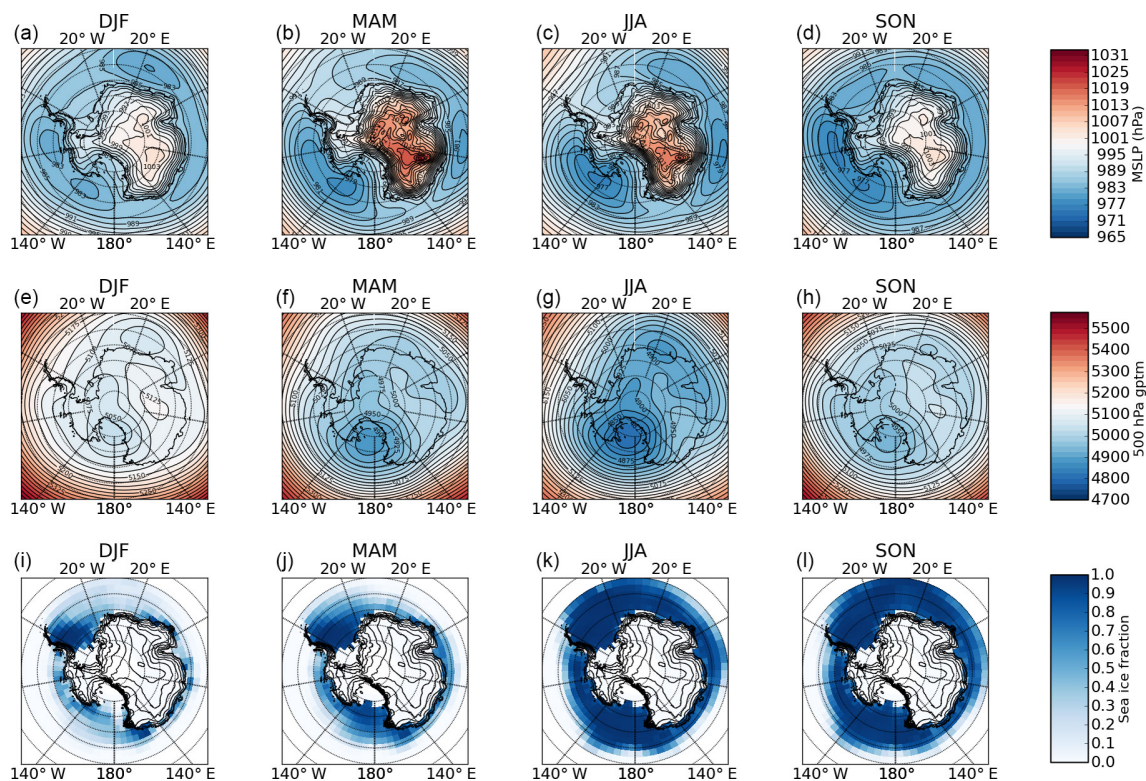 (a) DJF (b) MAM (c) JJA (d) SON
20° W 20° E 20° W 20° E 20° W 20° E 20° W 20° E
1031
1025
1019
1013
1007
1001
995
989
983
977
971
965
MSLP (hPa)
140° W 180° 140° E 140° W 180° 140° E 140° W 180° 140° E 140° W 180° 140° E
(e) DJF (f) MAM (g) JJA (h) SON
20° W 20° E 20° W 20° E 20° W 20° E 20° W 20° E
5500
5400
5300
5200
5100
5000
4900
4800
4700
500 hPa gptm
140° W 180° 140° E 140° W 180° 140° E 140° W 180° 140° E 140° W 180° 140° E
(i) DJF (j) MAM (k) JJA (l) SON
20° W 20° E 20° W 20° E 20° W 20° E 20° W 20° E
1.0
0.9
0.8
0.7
0.6
0.5
0.4
0.3
0.2
0.1
0.0
Sea ice fraction
140° W 180° 140° E 140° W 180° 140° E 140° W 180° 140° E 140° W 180° 140° E